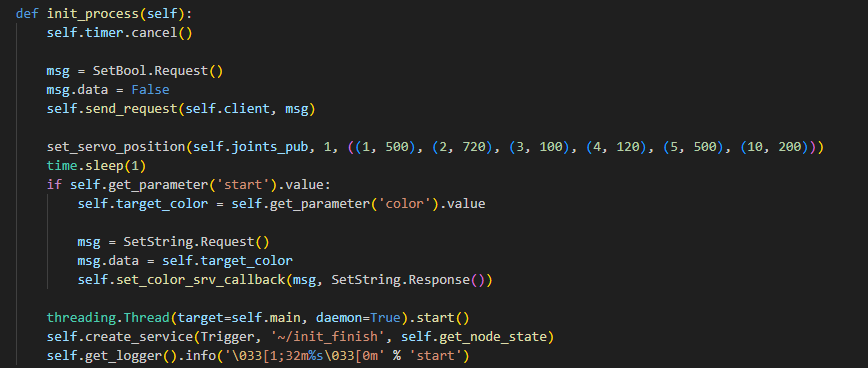 def init_process(self):
    self.timer.cancel()

    msg = SetBool.Request()
    msg.data = False
    self.send_request(self.client, msg)

    set_servo_position(self.joints_pub, 1, ((1, 500), (2, 720), (3, 100), (4, 120), (5, 500), (10, 200)))
    time.sleep(1)
    if self.get_parameter('start').value:
        self.target_color = self.get_parameter('color').value

        msg = SetString.Request()
        msg.data = self.target_color
        self.set_color_srv_callback(msg, SetString.Response())

    threading.Thread(target=self.main, daemon=True).start()
    self.create_service(Trigger, '~/init_finish', self.get_node_state)
    self.get_logger().info('\033[1;32m%s\033[0m' % 'start')